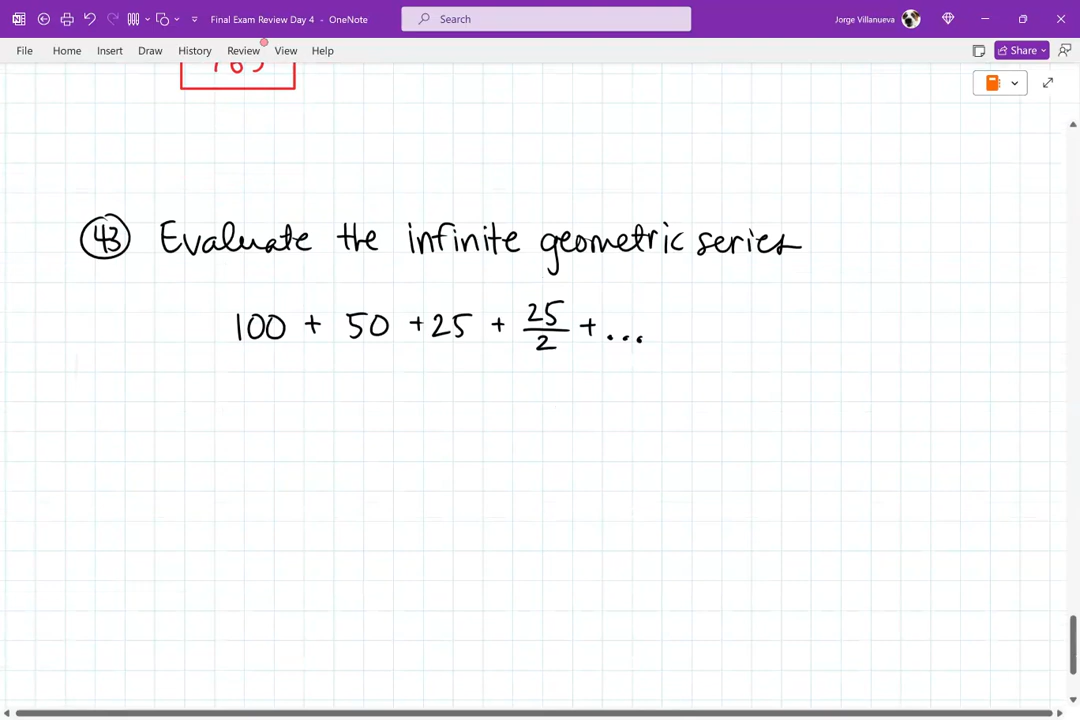 Final Exam Review Day 4 - OneNote
Search
Jorge Villanueva
File Home Insert Draw History Review View Help
Share
43 Evaluate the infinite geometric series
100 + 50 + 25 + 25/2 + ...